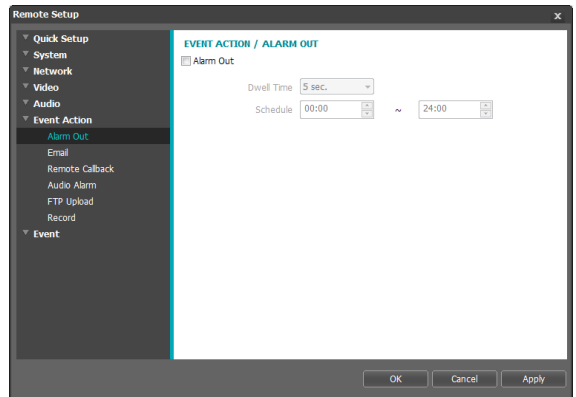 Remote Setup x
Quick Setup
System
Network
Video
Audio
Event Action
Alarm Out
Email
Remote Callback
Audio Alarm
FTP Upload
Record
Event
EVENT ACTION / ALARM OUT
Alarm Out
Dwell Time 5 sec.
Schedule 00:00 ~ 24:00
OK Cancel Apply